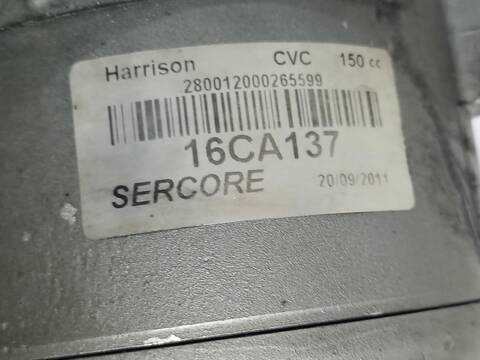 Harrison CVC 150 cc
280012000265599
16CA137
SERCORE 20/09/2011